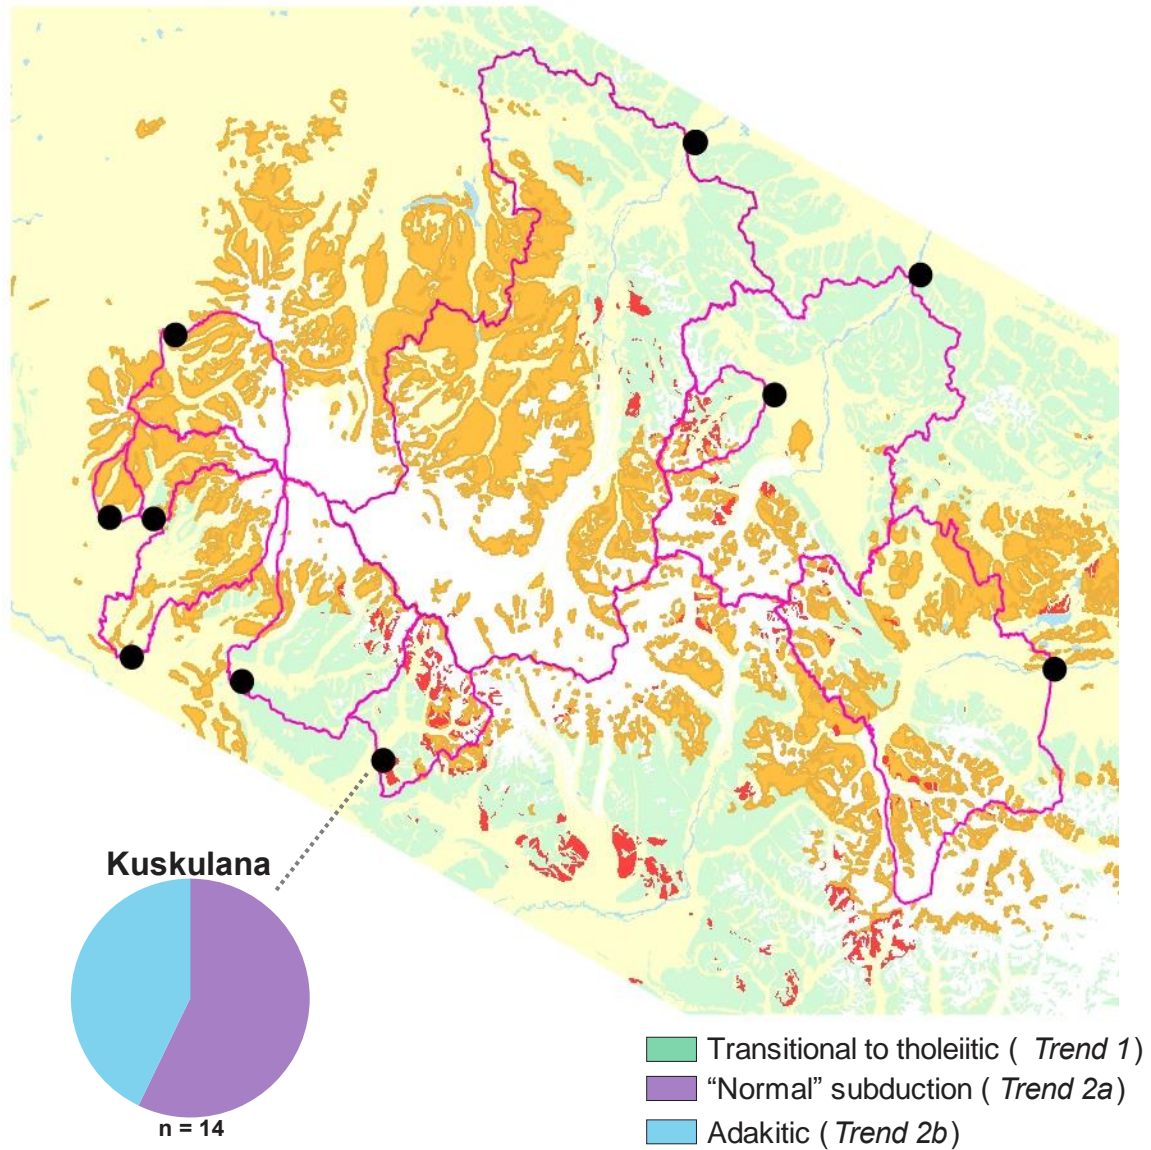 Kuskulana
n = 14
Transitional to tholeiitic ( Trend 1)
“Normal” subduction ( Trend 2a)
Adakitic ( Trend 2b)